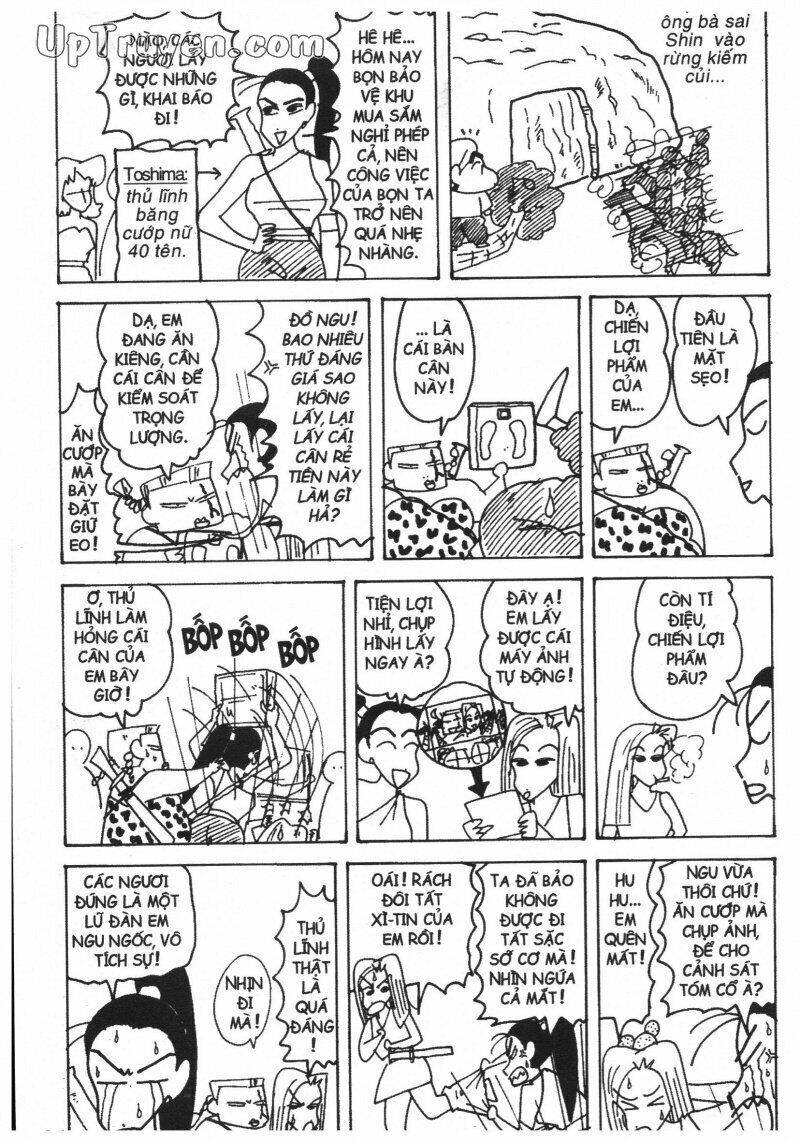 UpTruyen.com
ông bà sai
Shin vào
rừng kiếm
củi...
HÊ HÊ...
HÔM NAY
BỌN BẢO
VỆ KHU
MUA SẮM
NGHỈ PHÉP
CẢ, NÊN
CÔNG VIỆC
CỦA BỌN TA
TRỞ NÊN
QUÁ NHẸ
NHÀNG.
CÁC
NGƯƠI LẤY
ĐƯỢC NHỮNG
GÌ, KHAI BÁO
ĐI!
Toshima:
thủ lĩnh
băng
cướp nữ
40 tên.
ĐẦU
TIÊN LÀ
MẶT
SẸO!
DẠ,
CHIẾN
LỢI
PHẨM
CỦA
EM...
... LÀ
CÁI BÀN
CÂN
NÀY!
ĐỒ NGU!
BAO NHIÊU
THỨ ĐÁNG
GIÁ SAO
KHÔNG
LẤY, LẠI
LẤY CÁI
CÂN RẺ
TIỀN NÀY
LÀM GÌ
HẢ?
DẠ, EM
ĐANG ĂN
KIÊNG, CẦN
CÁI CÂN ĐỂ
KIỂM SOÁT
TRỌNG
LƯỢNG.
ĂN
CƯỚP
MÀ
BÀY
ĐẶT
GIỮ
EO!
CÒN TÍ
ĐIỆU,
CHIẾN LỢI
PHẨM
ĐÂU?
ĐÂY Ạ!
EM LẤY
ĐƯỢC CÁI
MÁY ẢNH
TỰ ĐỘNG!
TIỆN LỢI
NHỈ, CHỤP
HÌNH LẤY
NGAY À?
BỐP BỐP BỐP
Ơ, THỦ
LĨNH LÀM
HỎNG CÁI
CÂN CỦA
EM BÂY
GIỜ!
NGU VỪA
THÔI CHỨ!
ĂN CƯỚP MÀ
CHỤP ẢNH,
ĐỂ CHO
CẢNH SÁT
TÓM CỔ À?
HU
HU...
EM
QUÊN
MẤT!
TA ĐÃ BẢO
KHÔNG
ĐƯỢC ĐI
TẤT SẶC
SỠ CƠ MÀ!
NHÌN NGỨA
CẢ MẮT!
OÁI! RÁCH
ĐÔI TẤT
XÌ-TIN CỦA
EM RỒI!
THỦ
LĨNH
THẬT
LÀ
QUÁ
ĐÁNG!
NHỊN
ĐI
MÀ!
CÁC NGƯƠI
ĐÚNG LÀ MỘT
LŨ ĐÀN EM
NGU NGỐC, VÔ
TÍCH SỰ!